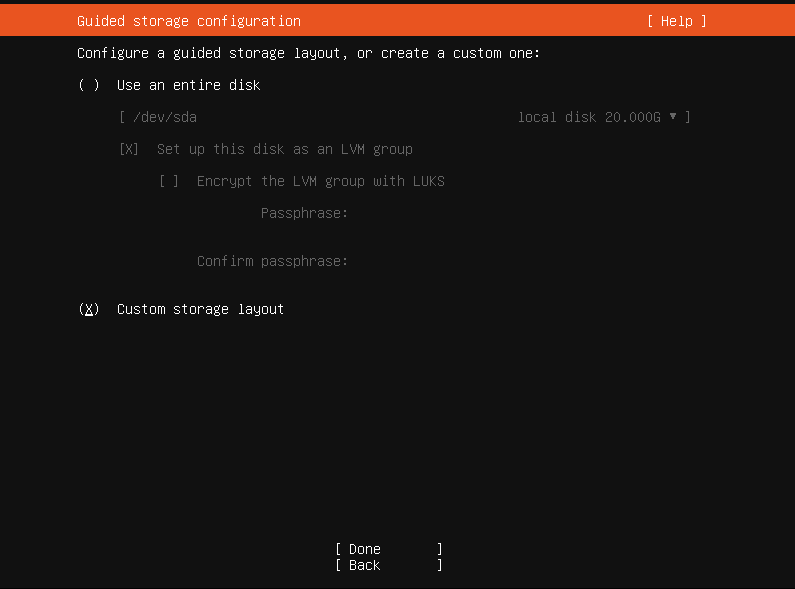 Guided storage configuration [ Help ]
Configure a guided storage layout, or create a custom one:
( ) Use an entire disk
[ /dev/sda local disk 20.000G ▾ ]
[X] Set up this disk as an LVM group
[ ] Encrypt the LVM group with LUKS
Passphrase:
Confirm passphrase:
(X) Custom storage layout
[ Done ]
[ Back ]